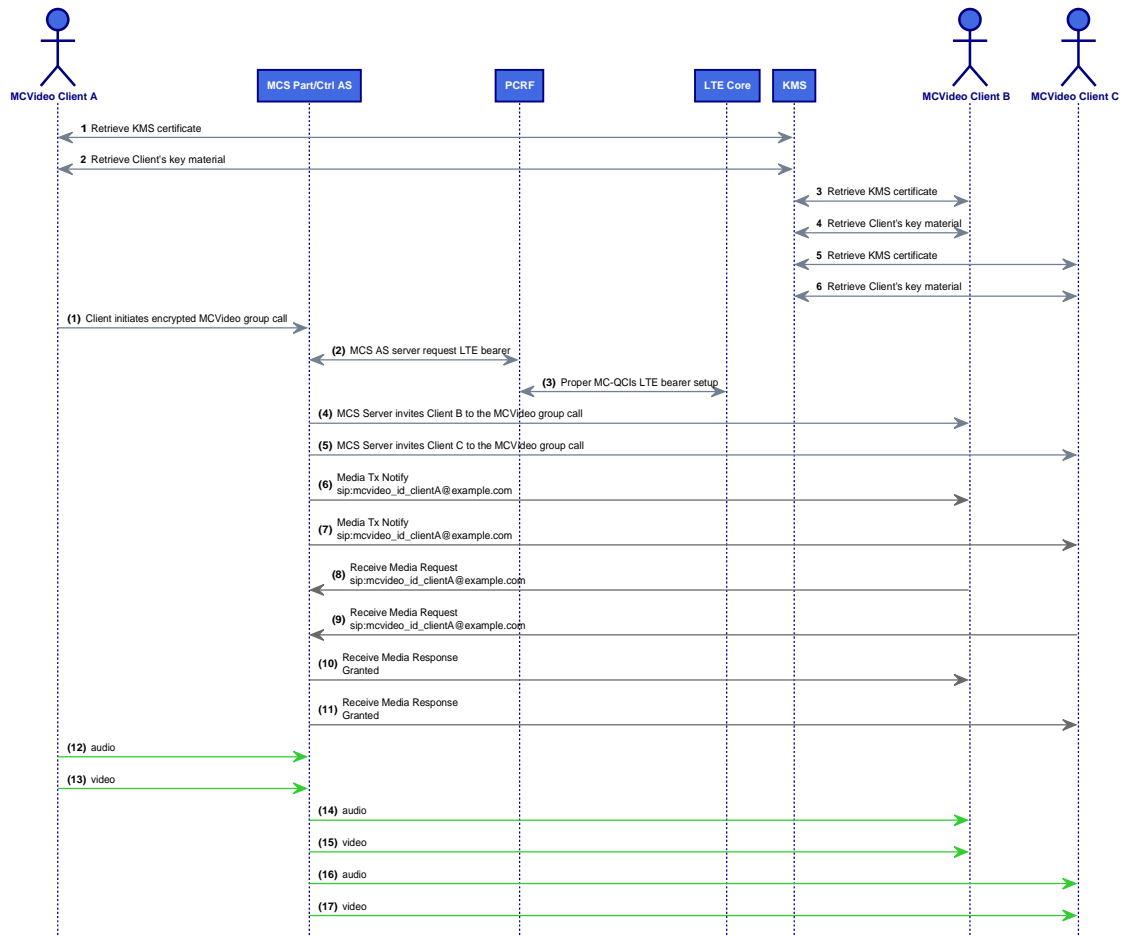 MCS Part/Ctrl AS
PCRF
LTE Core
KMS
MCVideo Client A
MCVideo Client B
MCVideo Client C
1 Retrieve KMS certificate
2 Retrieve Client's key material
3 Retrieve KMS certificate
4 Retrieve Client's key material
5 Retrieve KMS certificate
6 Retrieve Client's key material
(1) Client initiates encrypted MCVideo group call
(2) MCS AS server request LTE bearer
(3) Proper MC-QCIs LTE bearer setup
(4) MCS Server invites Client B to the MCVideo group call
(5) MCS Server invites Client C to the MCVideo group call
(6) Media Tx Notify
sip:mcvideo_id_clientA@example.com
(7) Media Tx Notify
sip:mcvideo_id_clientA@example.com
(8) Receive Media Request
sip:mcvideo_id_clientA@example.com
(9) Receive Media Request
sip:mcvideo_id_clientA@example.com
(10) Receive Media Response
Granted
(11) Receive Media Response
Granted
(12) audio
(13) video
(14) audio
(15) video
(16) audio
(17) video